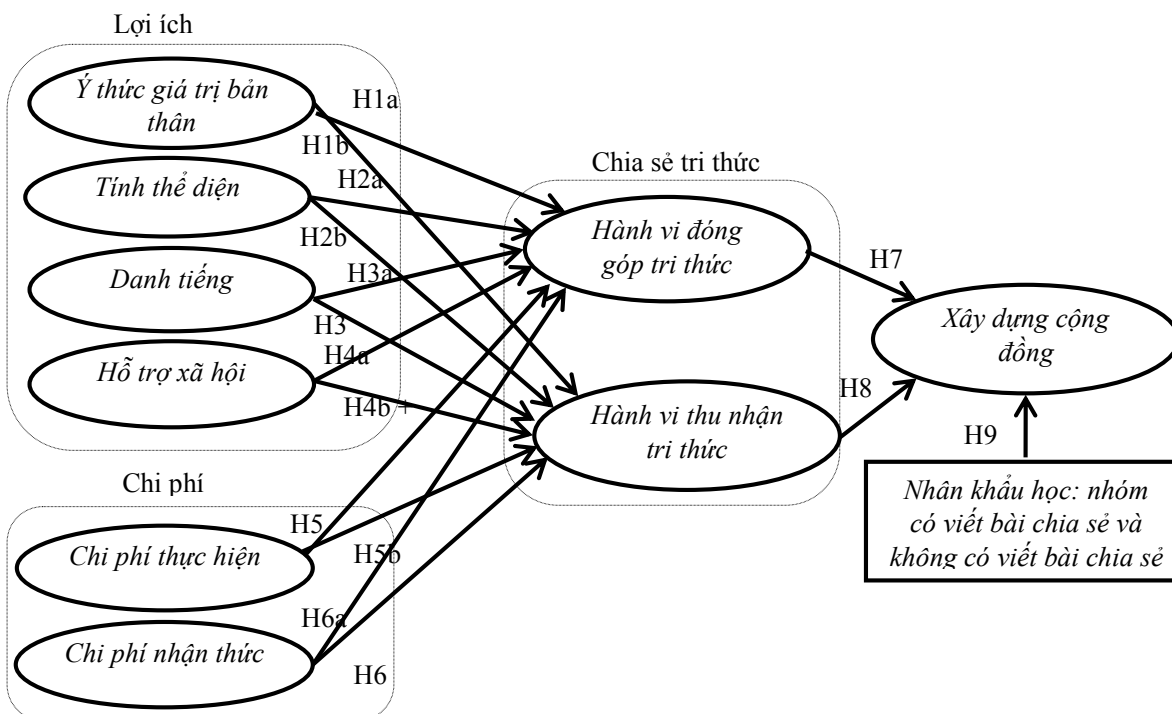 Lợi ích
Ý thức giá trị bản
thân
H1a
H1b
Tính thể diện
H2a
H2b
Danh tiếng
H3a
H3
Hỗ trợ xã hội
H4a
H4b +
Chi phí
Chi phí thực hiện
H5
H5b
Chi phí nhận thức
H6a
H6
Chia sẻ tri thức
Hành vi đóng
góp tri thức
Hành vi thu nhận
tri thức
H7
H8
Xây dựng cộng
đồng
H9
Nhân khẩu học: nhóm
có viết bài chia sẻ và
không có viết bài chia sẻ